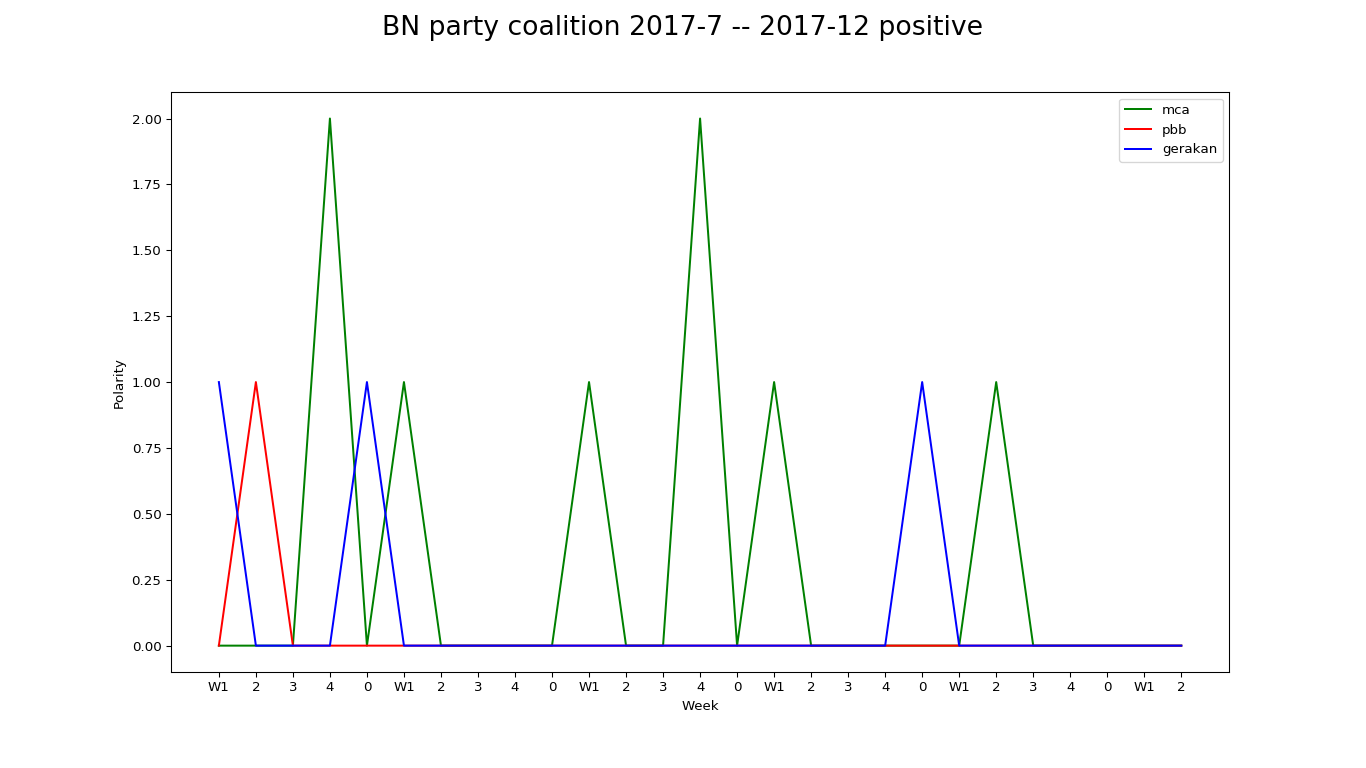 BN party coalition 2017-7 -- 2017-12 positive
mca
pbb
gerakan
2.00
1.75
1.50
1.25
1.00
0.75
0.50
0.25
0.00
Polarity
W1 2 3 4 0 W1 2 3 4 0 W1 2 3 4 0 W1 2 3 4 0 W1 2 3 4 0 W1 2
Week